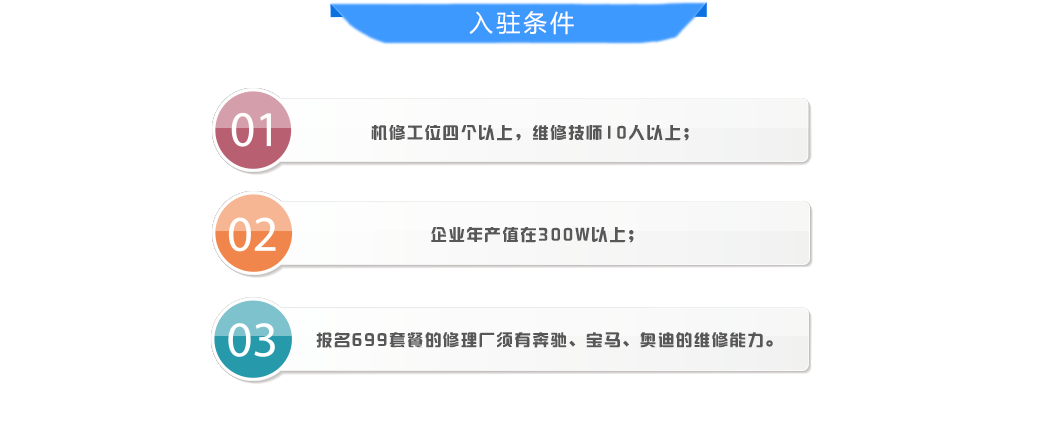 入驻条件
01
机修工位四个以上，维修技师10人以上；
02
企业年产值在300W以上；
03
报名699套餐的修理厂须有奔驰、宝马、奥迪的维修能力。